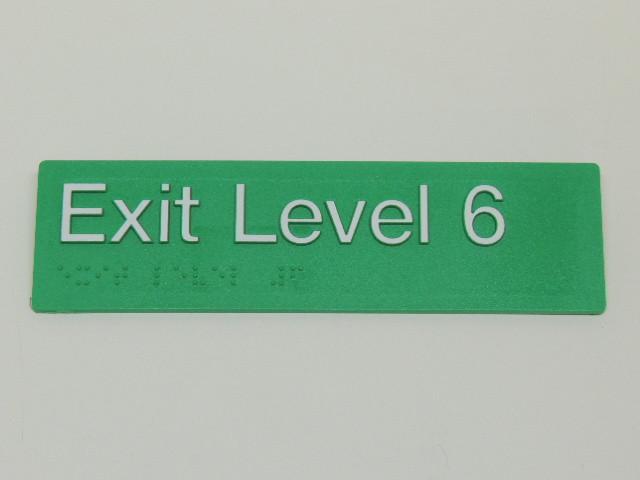 Exit Level 6
⠑⠭⠊⠞ ⠇⠑⠧⠑⠇ ⠼⠋